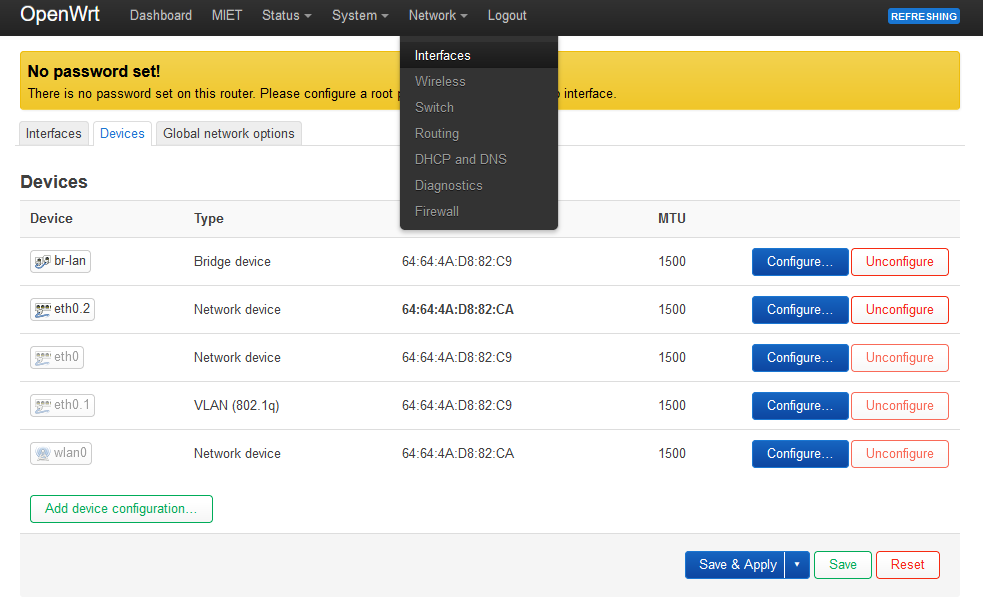 OpenWrt Dashboard MIET Status System Network Logout REFRESHING
Interfaces
Wireless
Switch
Routing
DHCP and DNS
Diagnostics
Firewall
No password set!
There is no password set on this router. Please configure a root p interface.
Interfaces Devices Global network options
Devices
Device Type MTU
br-lan Bridge device 64:64:4A:D8:82:C9 1500 Configure… Unconfigure
eth0.2 Network device 64:64:4A:D8:82:CA 1500 Configure… Unconfigure
eth0 Network device 64:64:4A:D8:82:C9 1500 Configure… Unconfigure
eth0.1 VLAN (802.1q) 64:64:4A:D8:82:C9 1500 Configure… Unconfigure
wlan0 Network device 64:64:4A:D8:82:CA 1500 Configure… Unconfigure
Add device configuration…
Save & Apply Save Reset